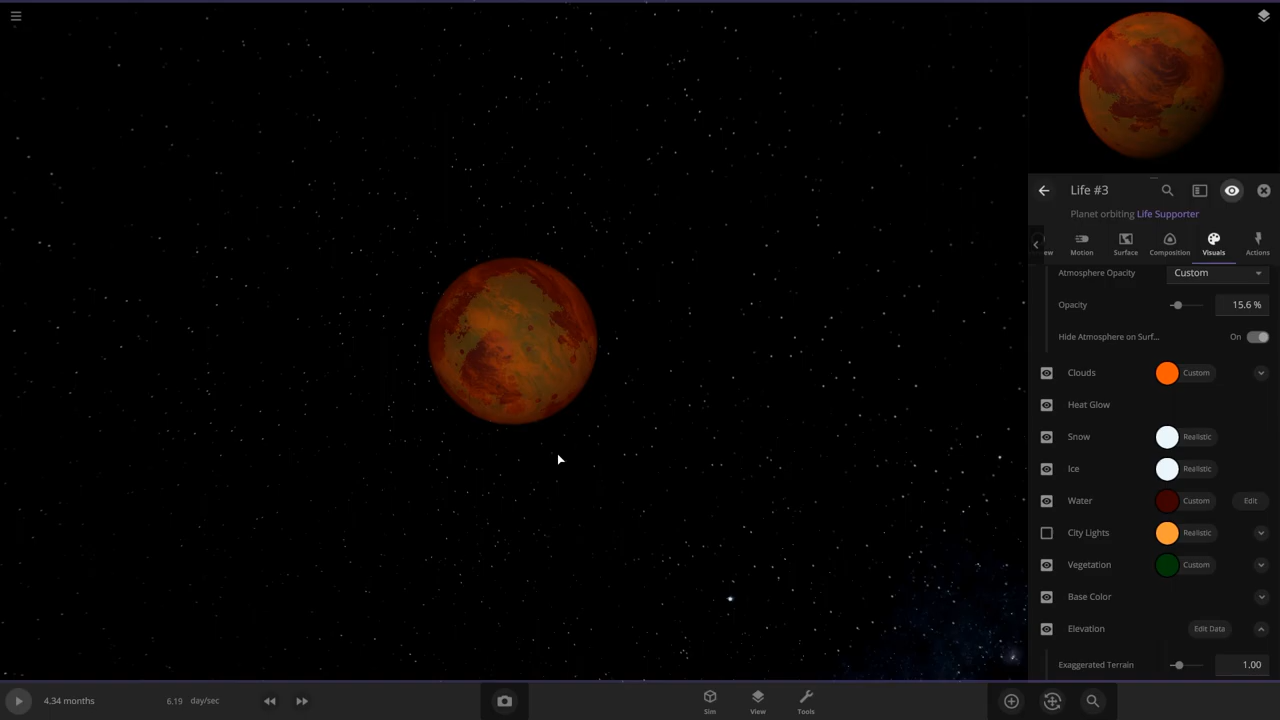 Life #3
Planet orbiting Life Supporter
Motion
Surface
Composition
Visuals
Actions
Atmosphere Opacity Custom
Opacity 15.6 %
Hide Atmosphere on Surf... On
Clouds Custom
Heat Glow
Snow Realistic
Ice Realistic
Water Custom Edit
City Lights Realistic
Vegetation Custom
Base Color
Elevation Edit Data
Exaggerated Terrain 1.00
4.34 months 6.19 day/sec
Sim
View
Tools